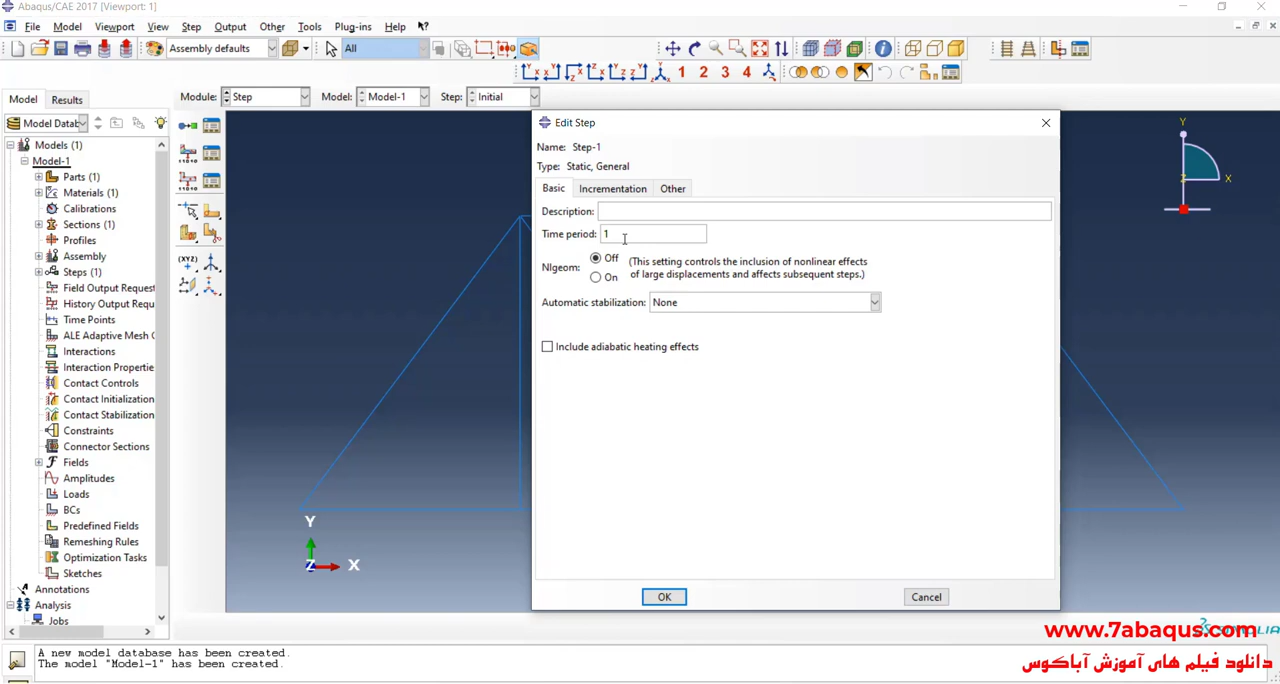 Abaqus/CAE 2017 [Viewport: 1]
File Model Viewport View Step Output Other Tools Plug-ins Help
Assembly defaults All
1 2 3 4
Model Results Module: Step Model: Model-1 Step: Initial
Model Datab
Models (1)
Model-1
Parts (1)
Materials (1)
Calibrations
Sections (1)
Profiles
Assembly
Steps (1)
Field Output Request
History Output Requ
Time Points
ALE Adaptive Mesh C
Interactions
Interaction Propertie
Contact Controls
Contact Initialization
Contact Stabilization
Constraints
Connector Sections
Fields
Amplitudes
Loads
BCs
Predefined Fields
Remeshing Rules
Optimization Tasks
Sketches
Annotations
Analysis
Jobs
(XYZ)
Edit Step
Name: Step-1
Type: Static, General
Basic Incrementation Other
Description:
Time period: 1
Nlgeom: Off On (This setting controls the inclusion of nonlinear effects
of large displacements and affects subsequent steps.)
Automatic stabilization: None
Include adiabatic heating effects
OK Cancel
Y
X
Z
Y
Z X
A new model database has been created.
The model "Model-1" has been created.
www.7abaqus.com
دانلود فیلم های آموزش آباکوس